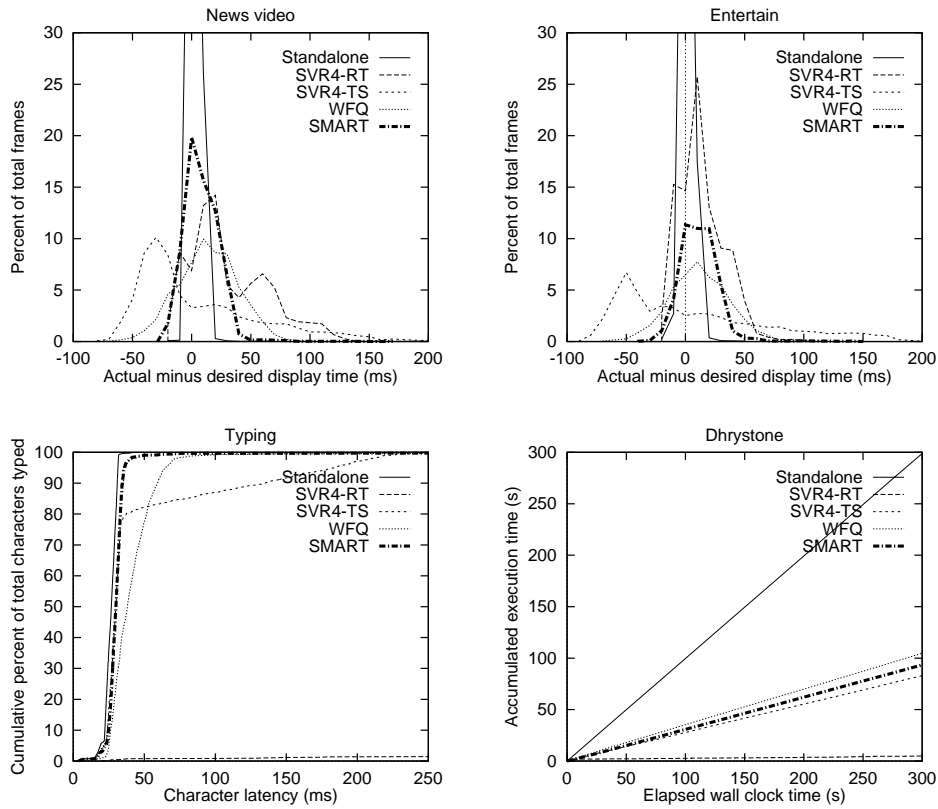 News video
30
25
20
15
10
5
0
Percent of total frames
Standalone
SVR4-RT
SVR4-TS
WFQ
SMART
-100 -50 0 50 100 150 200
Actual minus desired display time (ms)
Entertain
30
25
20
15
10
5
0
Percent of total frames
Standalone
SVR4-RT
SVR4-TS
WFQ
SMART
-100 -50 0 50 100 150 200
Actual minus desired display time (ms)
Typing
100
90
80
70
60
50
40
30
20
10
0
Cumulative percent of total characters typed
Standalone
SVR4-RT
SVR4-TS
WFQ
SMART
0 50 100 150 200 250
Character latency (ms)
Dhrystone
300
250
200
150
100
50
0
Accumulated execution time (s)
Standalone
SVR4-RT
SVR4-TS
WFQ
SMART
0 50 100 150 200 250 300
Elapsed wall clock time (s)